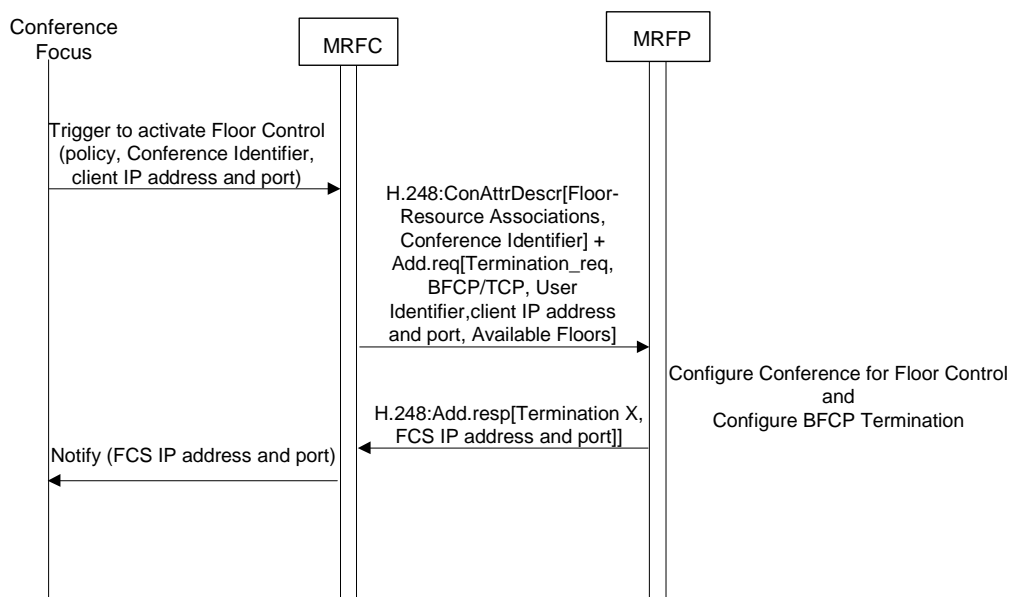 Conference
Focus
MRFC
MRFP
Trigger to activate Floor Control
(policy, Conference Identifier,
client IP address and port)
H.248:ConAttrDescr[Floor-
Resource Associations,
Conference Identifier] +
Add.req[Termination_req,
BFCP/TCP, User
Identifier,client IP address
and port, Available Floors]
Configure Conference for Floor Control
and
Configure BFCP Termination
H.248:Add.resp[Termination X,
FCS IP address and port]]
Notify (FCS IP address and port)